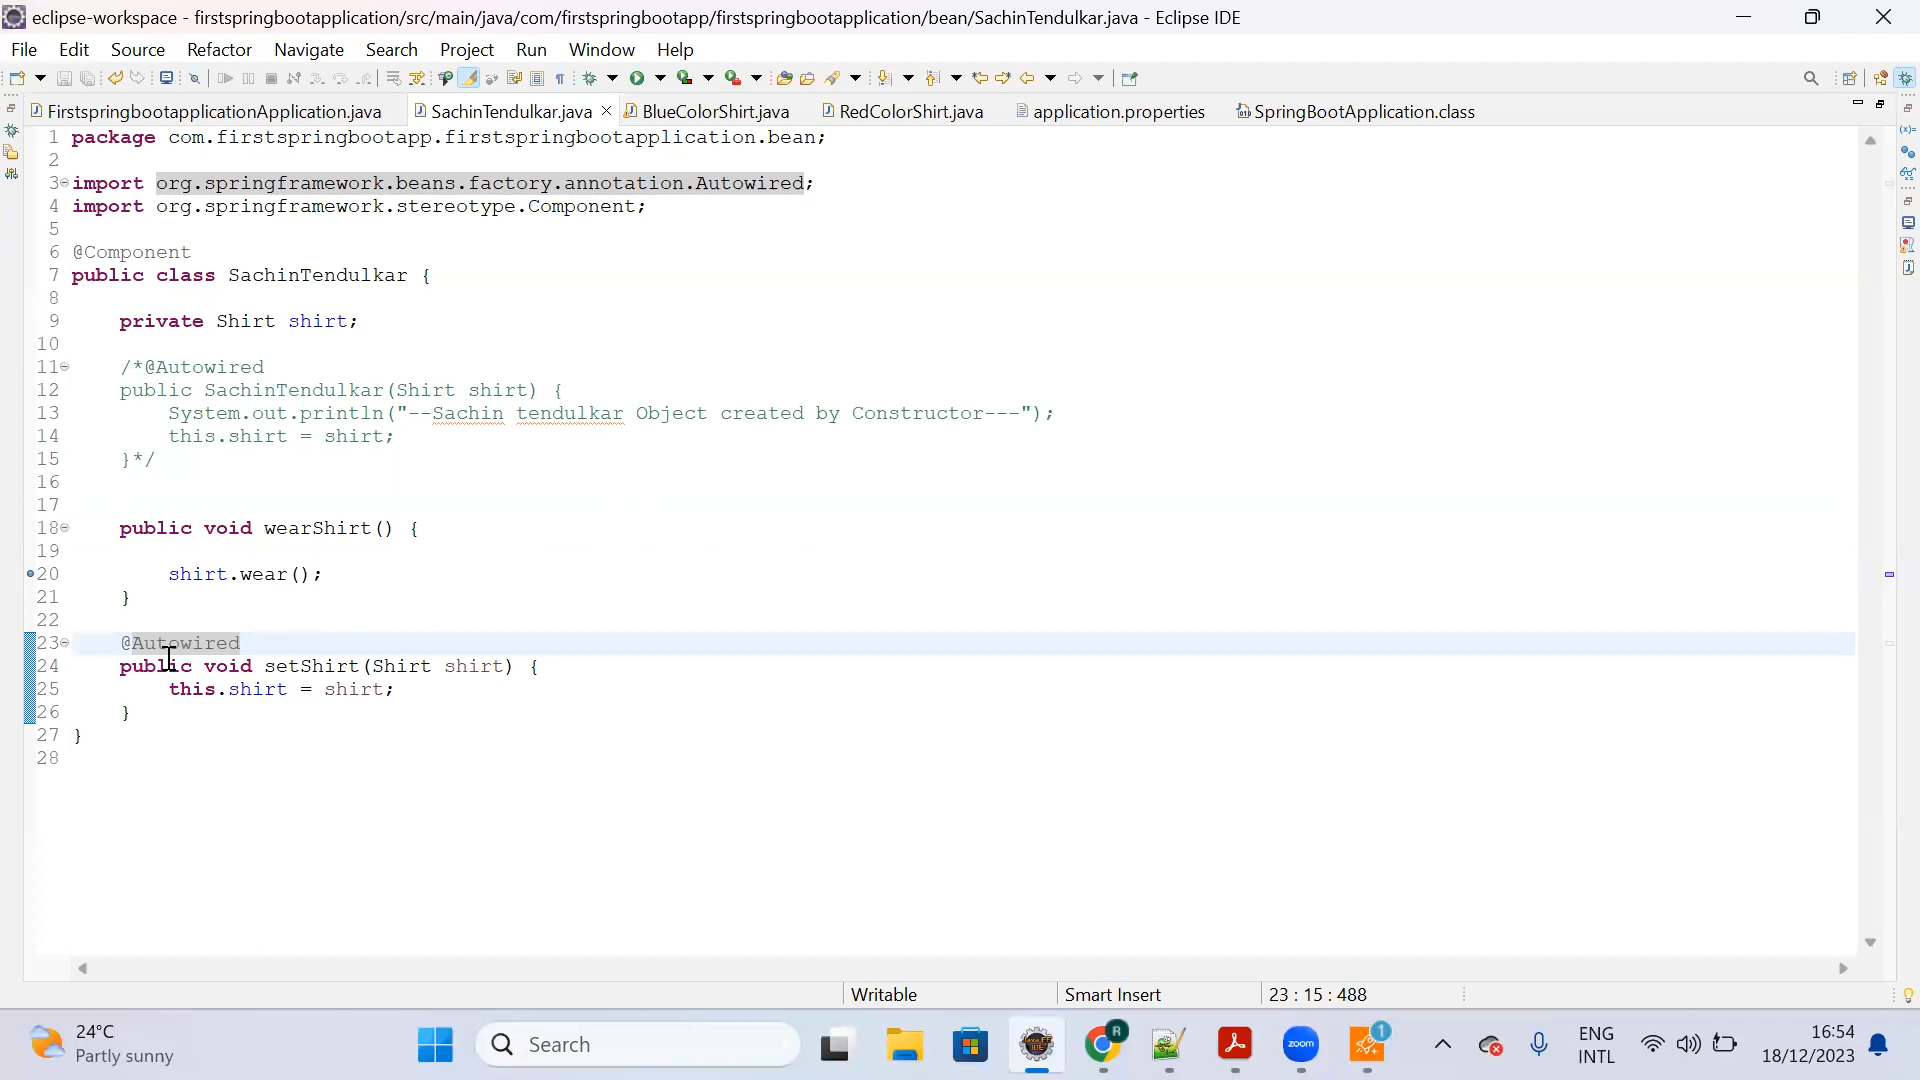 eclipse-workspace - firstspringbootapplication/src/main/java/com/firstspringbootapp/firstspringbootapplication/bean/SachinTendulkar.java - Eclipse IDE
File Edit Source Refactor Navigate Search Project Run Window Help
FirstspringbootapplicationApplication.java SachinTendulkar.java BlueColorShirt.java RedColorShirt.java application.properties SpringBootApplication.class
1 package com.firstspringbootapp.firstspringbootapplication.bean;
2
3 import org.springframework.beans.factory.annotation.Autowired;
4 import org.springframework.stereotype.Component;
5
6 @Component
7 public class SachinTendulkar {
8
9 private Shirt shirt;
10
11 /*@Autowired
12 public SachinTendulkar(Shirt shirt) {
13 System.out.println("--Sachin tendulkar Object created by Constructor---");
14 this.shirt = shirt;
15 }*/
16
17
18 public void wearShirt() {
19
20 shirt.wear();
21 }
22
23 @Autowired
24 public void setShirt(Shirt shirt) {
25 this.shirt = shirt;
26 }
27 }
28
Writable Smart Insert 23 : 15 : 488
24°C
Partly sunny
Search
R
zoom
1
ENG
INTL
16:54
18/12/2023